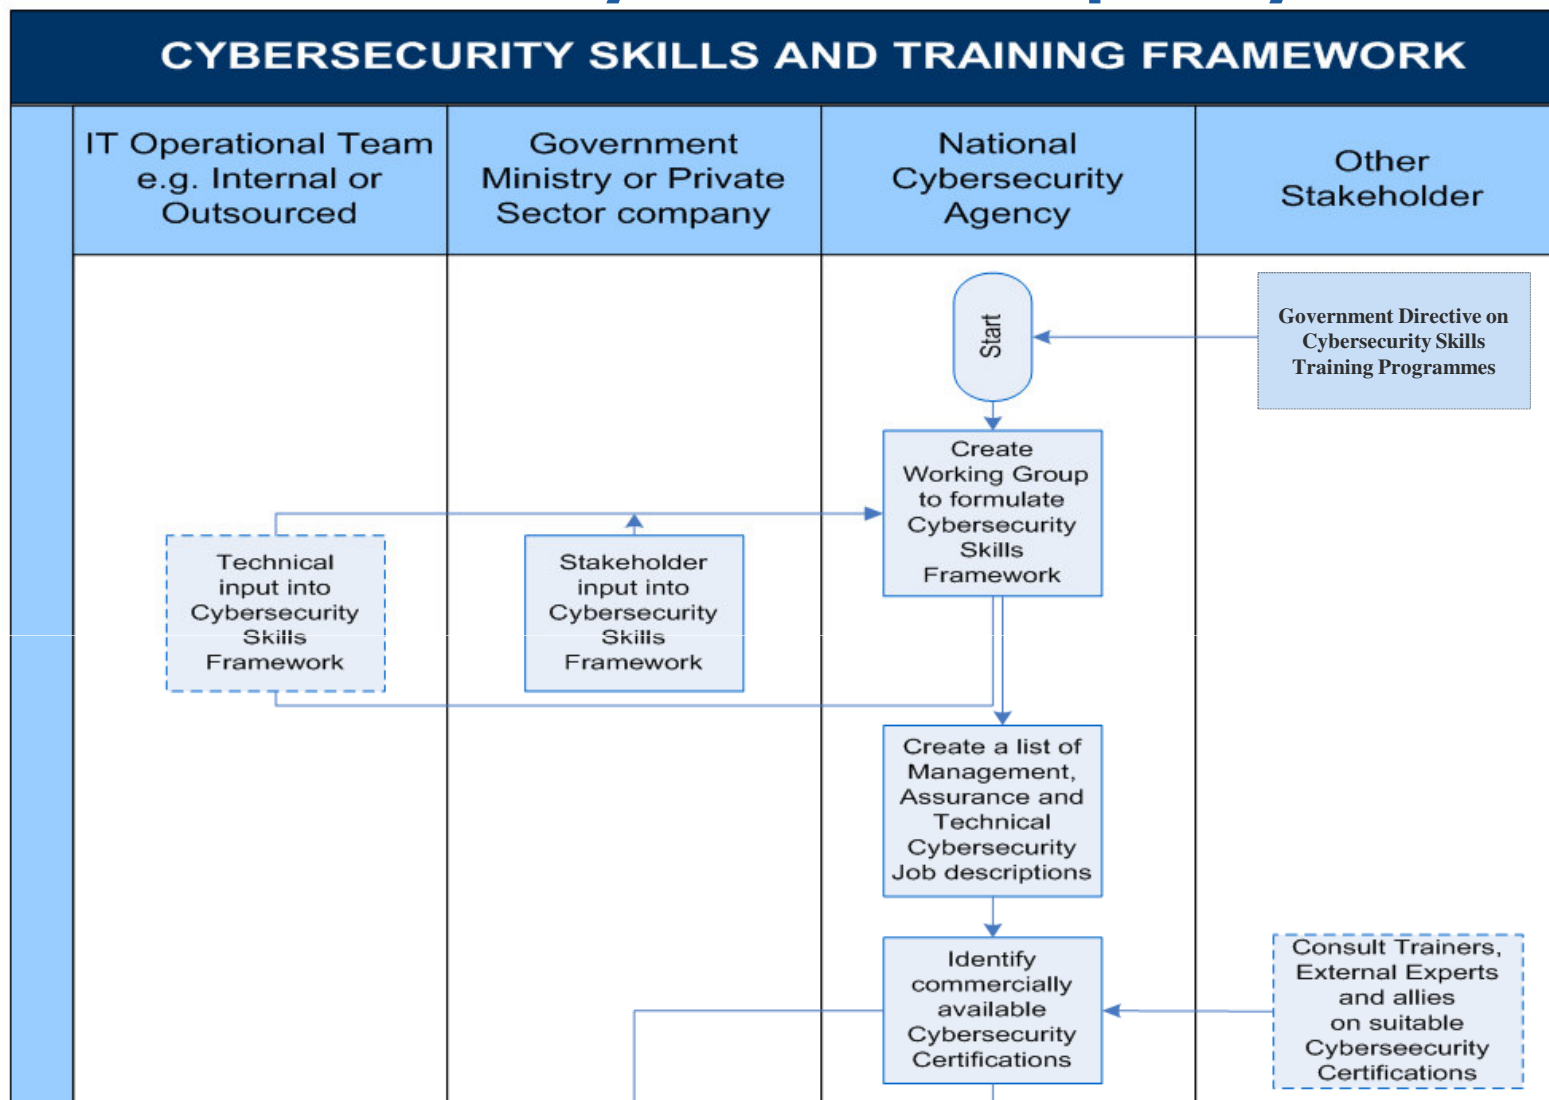 CYBERSECURITY SKILLS AND TRAINING FRAMEWORK
IT Operational Team
e.g. Internal or
Outsourced
Government
Ministry or Private
Sector company
National
Cybersecurity
Agency
Other
Stakeholder
Start
Government Directive on
Cybersecurity Skills
Training Programmes
Create
Working Group
to formulate
Cybersecurity
Skills
Framework
Technical
input into
Cybersecurity
Skills
Framework
Stakeholder
input into
Cybersecurity
Skills
Framework
Create a list of
Management,
Assurance and
Technical
Cybersecurity
Job descriptions
Identify
commercially
available
Cybersecurity
Certifications
Consult Trainers,
External Experts
and allies
on suitable
Cyberseecurity
Certifications